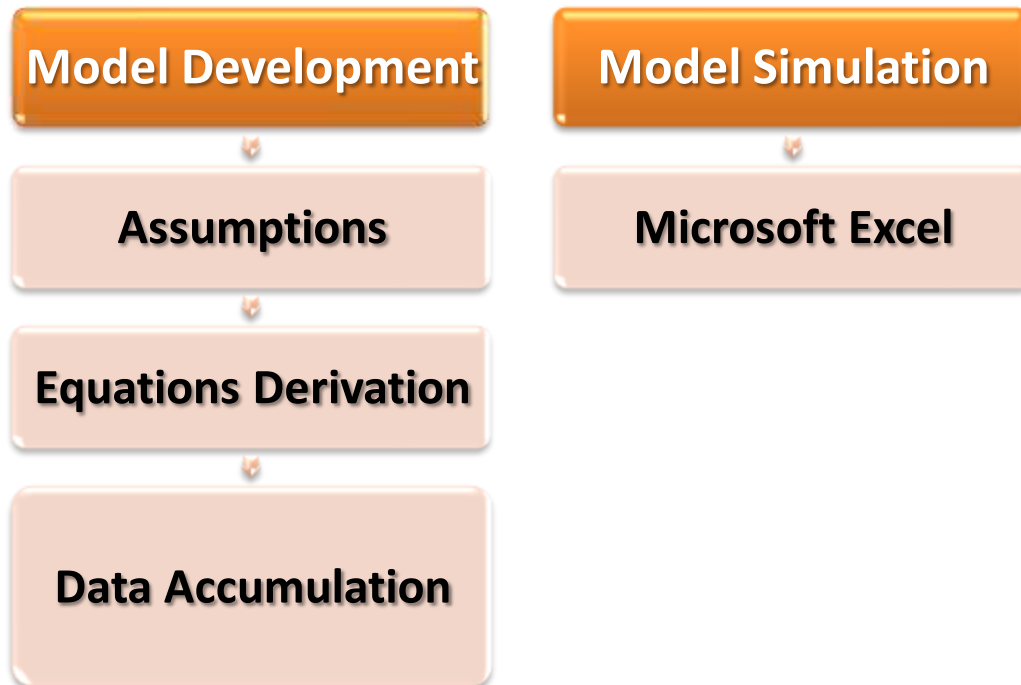 Model Development
Assumptions
Equations Derivation
Data Accumulation
Model Simulation
Microsoft Excel